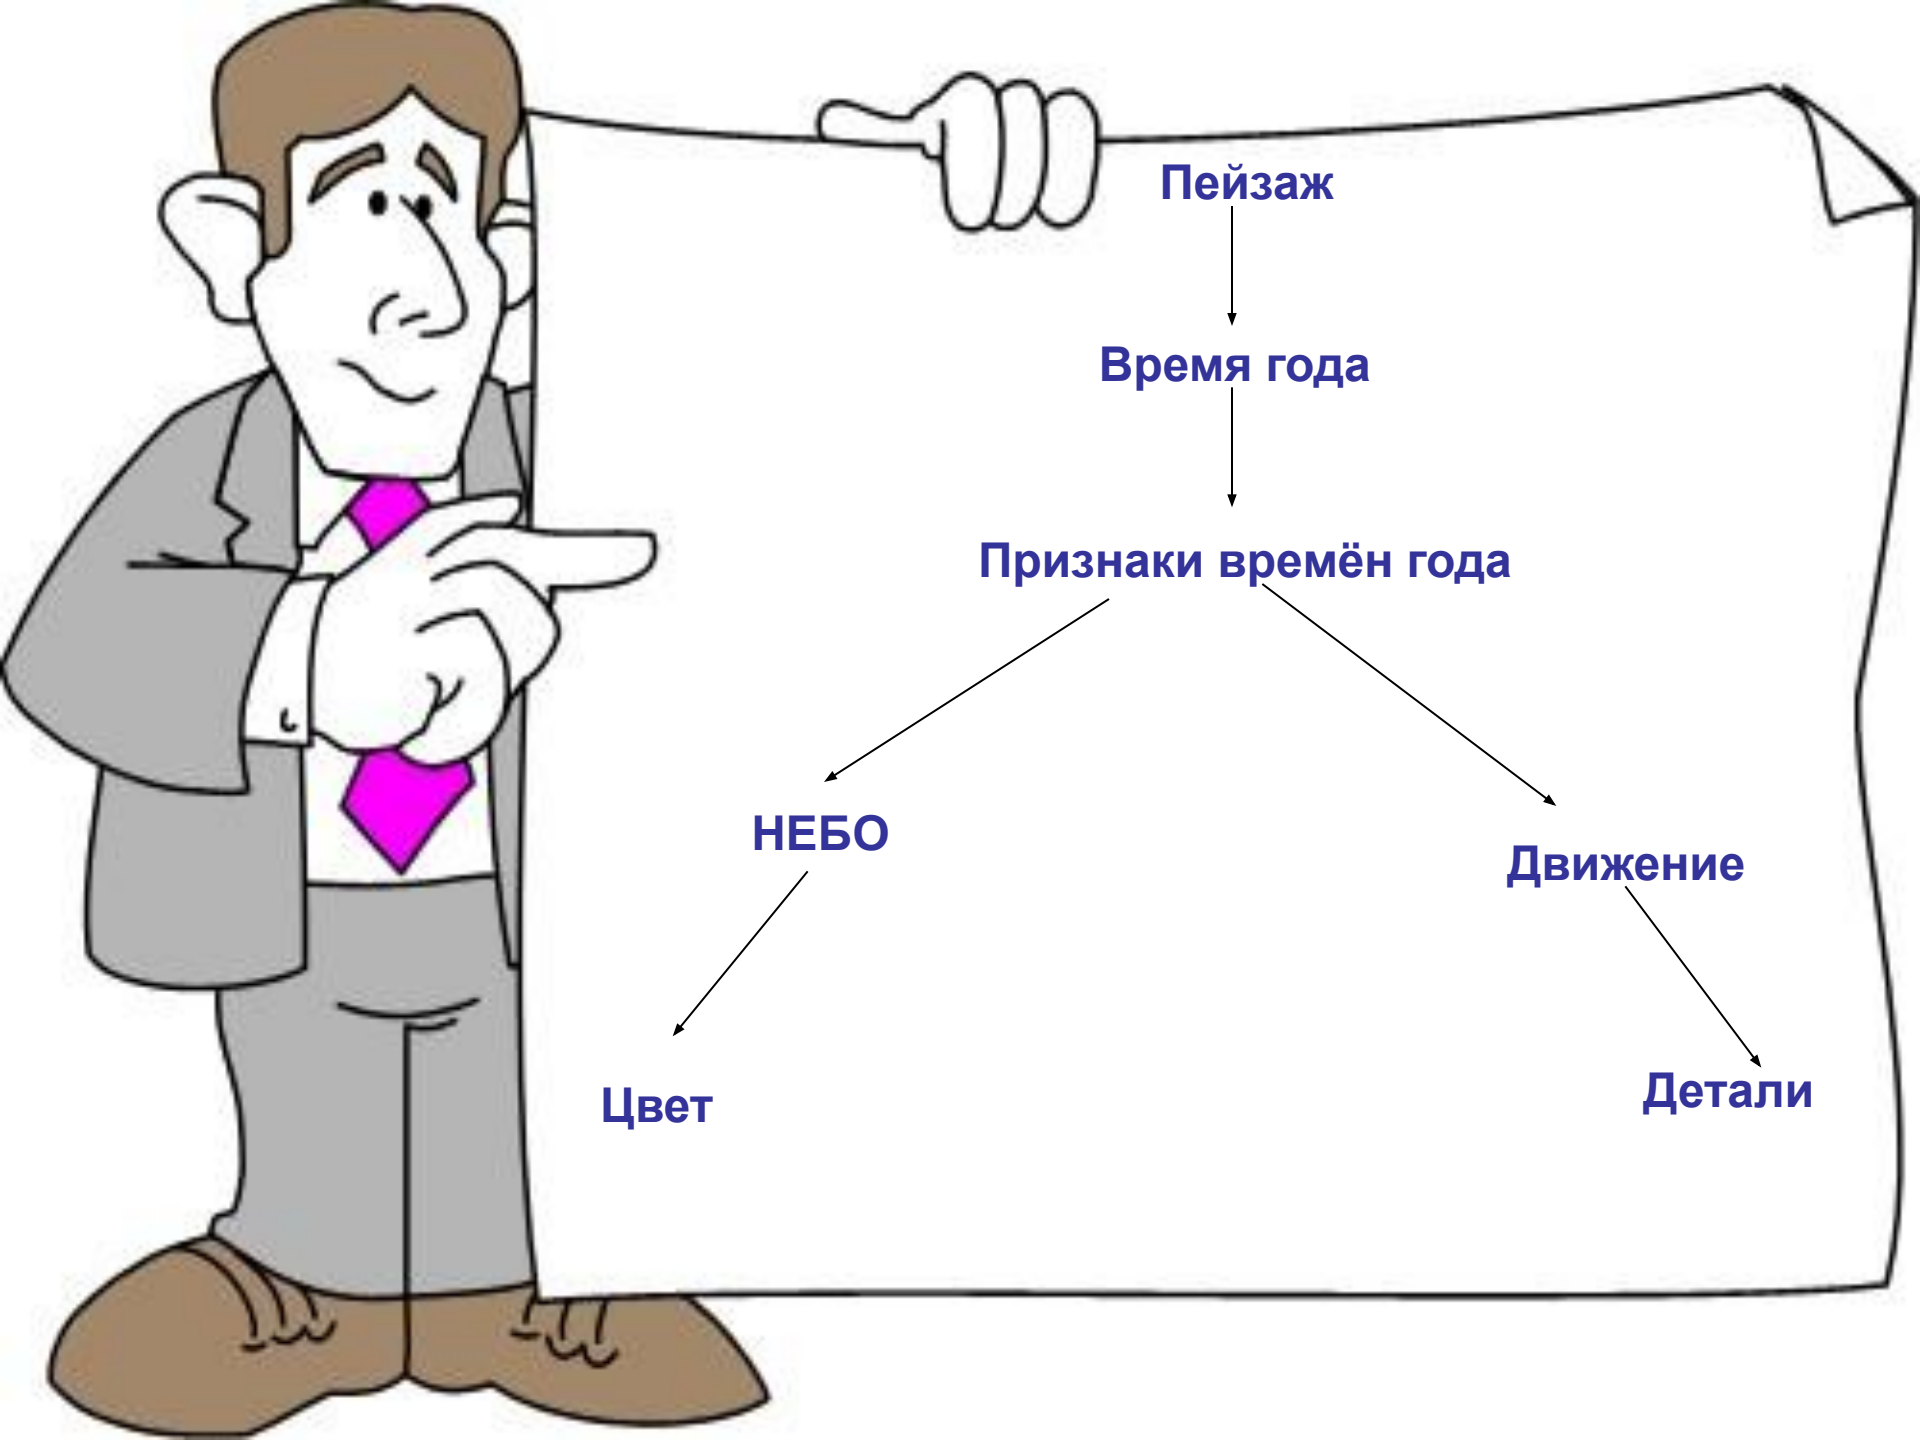 Пейзаж
Время года
Признаки времён года
НЕБО
Движение
Цвет
Детали